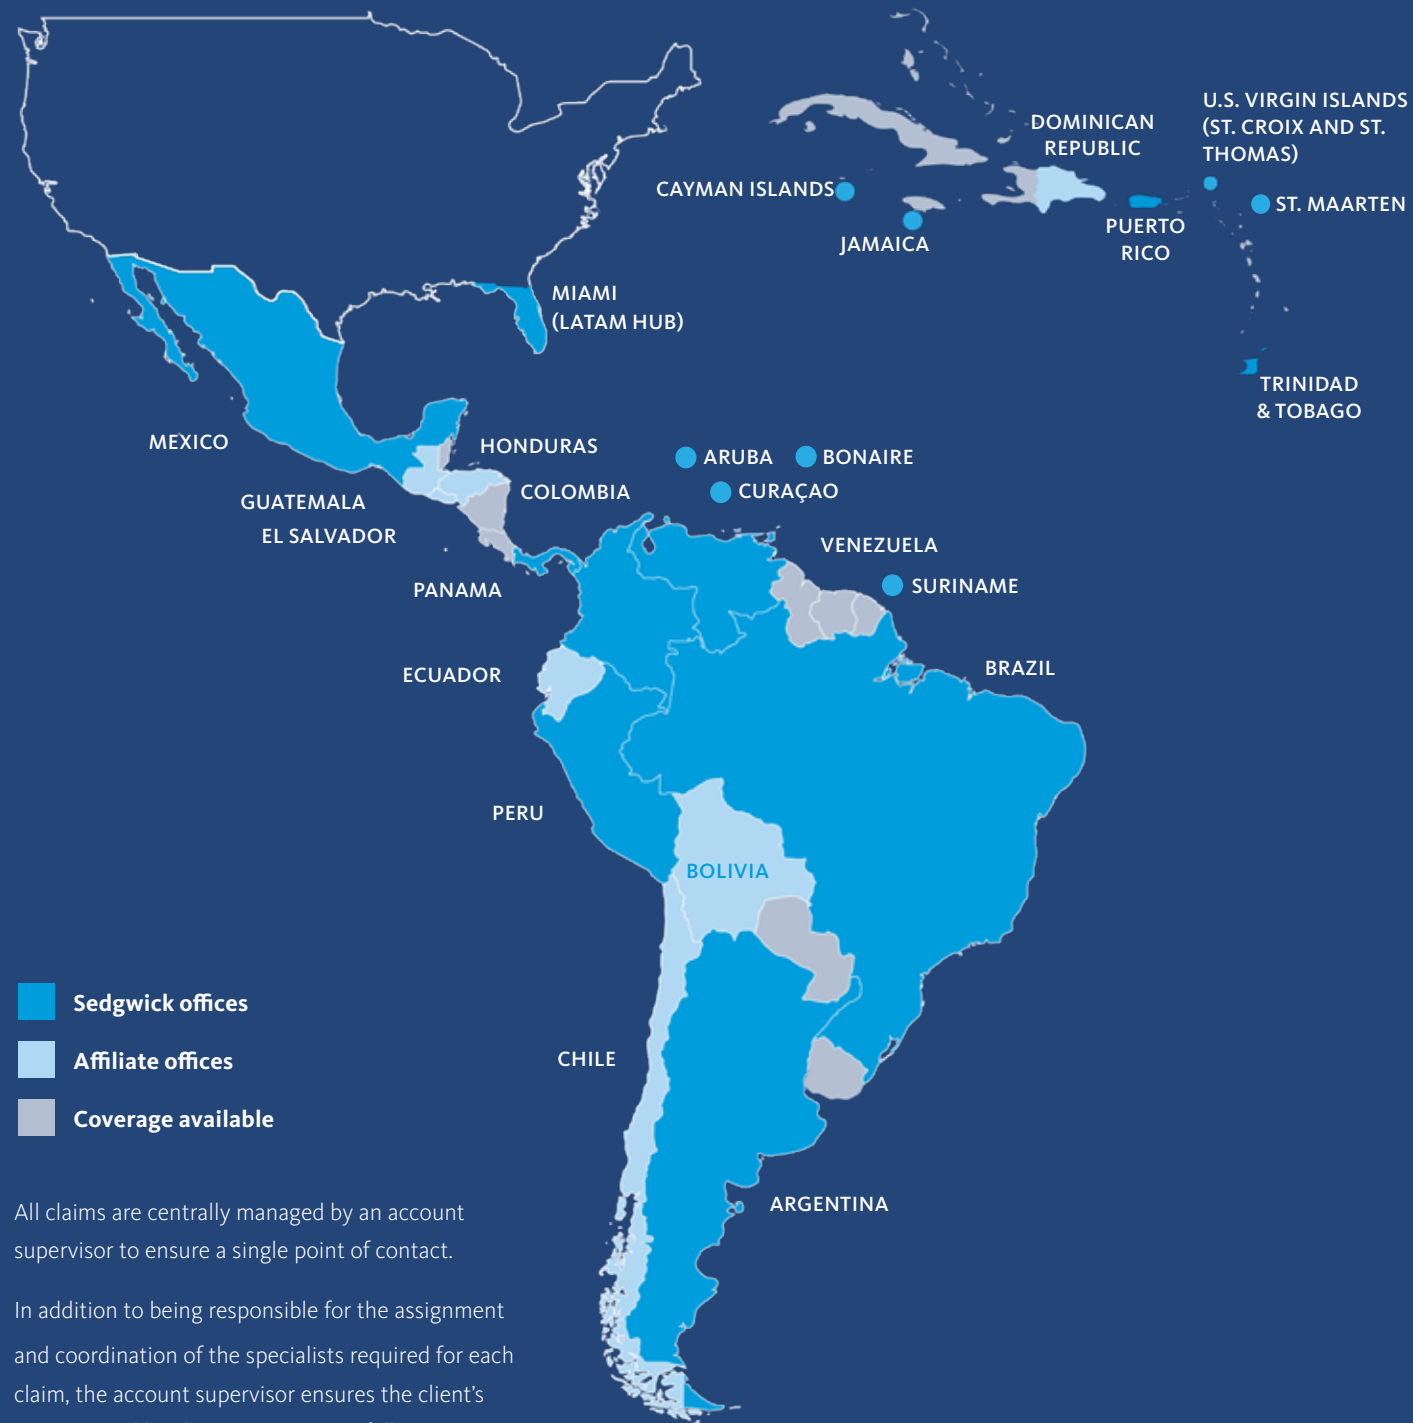 U.S. VIRGIN ISLANDS
(ST. CROIX AND ST.
THOMAS)
DOMINICAN
REPUBLIC
CAYMAN ISLANDS
ST. MAARTEN
JAMAICA
PUERTO
RICO
MIAMI
(LATAM HUB)
TRINIDAD
& TOBAGO
MEXICO
HONDURAS
ARUBA
BONAIRE
COLOMBIA
CURAÇAO
GUATEMALA
EL SALVADOR
VENEZUELA
PANAMA
SURINAME
ECUADOR
BRAZIL
PERU
BOLIVIA
CHILE
ARGENTINA
Sedgwick offices
Affiliate offices
Coverage available
All claims are centrally managed by an account
supervisor to ensure a single point of contact.
In addition to being responsible for the assignment
and coordination of the specialists required for each
claim, the account supervisor ensures the client's